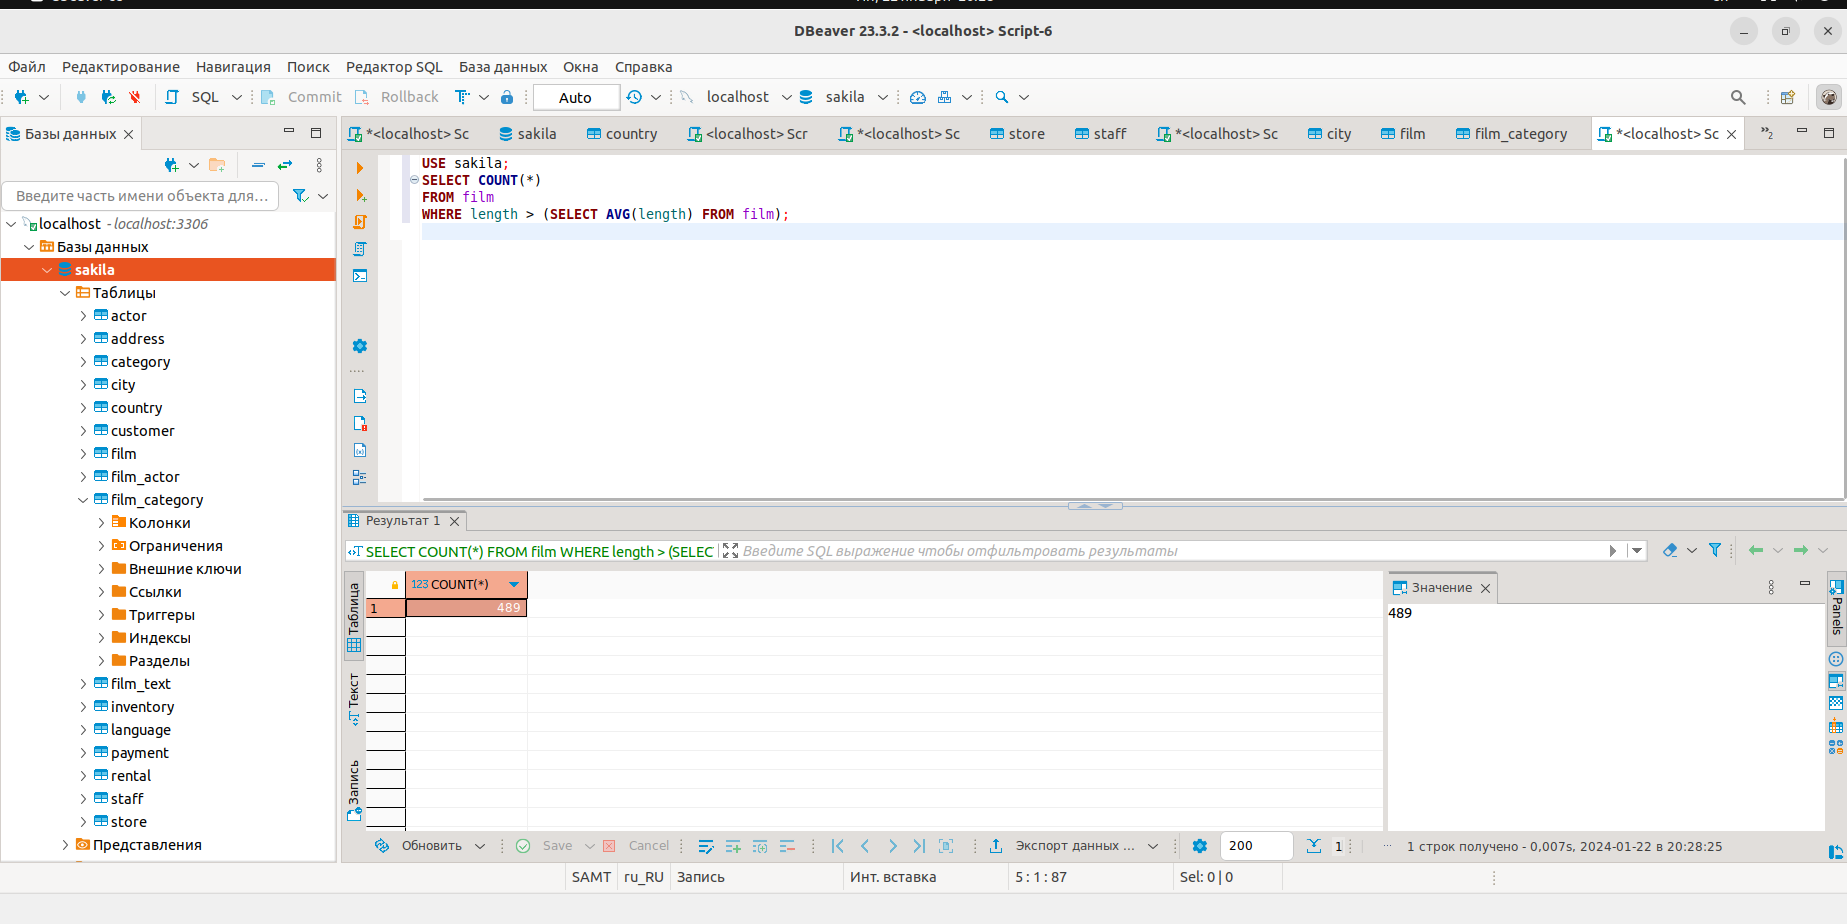 DBeaver 23.3.2 - <localhost> Script-6
Файл Редактирование Навигация Поиск Редактор SQL База данных Окна Справка
SQL Commit Rollback Auto localhost sakila
Базы данных
*<localhost> Sc sakila country <localhost> Scr *<localhost> Sc store staff *<localhost> Sc city film film_category *<localhost> Sc »2
Введите часть имени объекта для...
localhost - localhost:3306
Базы данных
sakila
Таблицы
actor
address
category
city
country
customer
film
film_actor
film_category
Колонки
Ограничения
Внешние ключи
Ссылки
Триггеры
Индексы
Разделы
film_text
inventory
language
payment
rental
staff
store
Представления
USE sakila;
SELECT COUNT(*)
FROM film
WHERE length > (SELECT AVG(length) FROM film);
Результат 1
SELECT COUNT(*) FROM film WHERE length > (SELEC Введите SQL выражение чтобы отфильтровать результаты
Таблица
Текст
Запись
123 COUNT(*)
1 489
Значение
489
Panels
Обновить Save Cancel Экспорт данных ... 200 1 ... 1 строк получено - 0,007s, 2024-01-22 в 20:28:25
SAMT ru_RU Запись Инт. вставка 5 : 1 : 87 Sel: 0 | 0